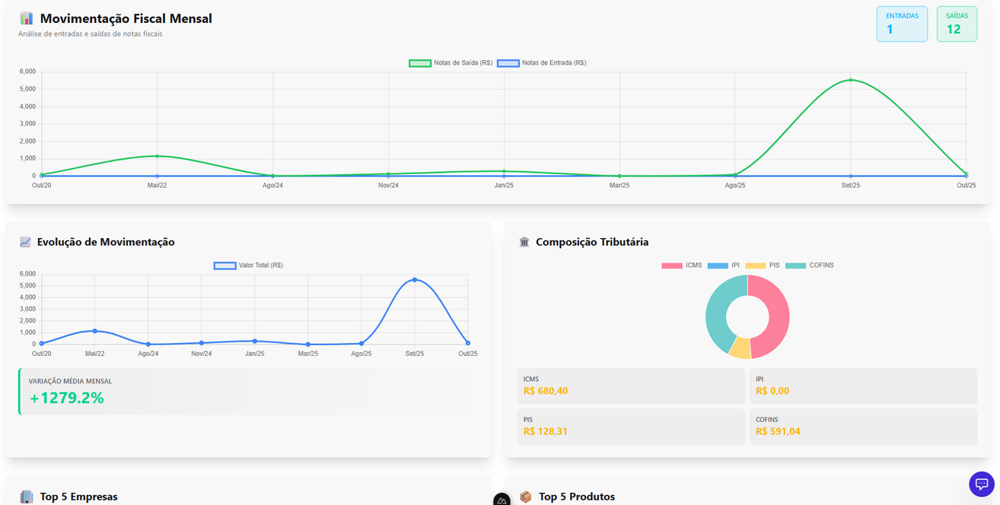 Movimentação Fiscal Mensal
Análise de entradas e saídas de notas fiscais
ENTRADAS
1
SAÍDAS
12
Notas de Saída (R$) Notas de Entrada (R$)
6,000
5,000
4,000
3,000
2,000
1,000
0
Out/20 Mai/22 Ago/24 Nov/24 Jan/25 Mar/25 Ago/25 Set/25 Out/25
Evolução de Movimentação
Valor Total (R$)
6,000
5,000
4,000
3,000
2,000
1,000
0
Out/20 Mai/22 Ago/24 Nov/24 Jan/25 Mar/25 Ago/25 Set/25 Out/25
VARIAÇÃO MÉDIA MENSAL
+1279.2%
Composição Tributária
ICMS IPI PIS COFINS
ICMS
R$ 680,40
IPI
R$ 0,00
PIS
R$ 128,31
COFINS
R$ 591,04
Top 5 Empresas
Top 5 Produtos